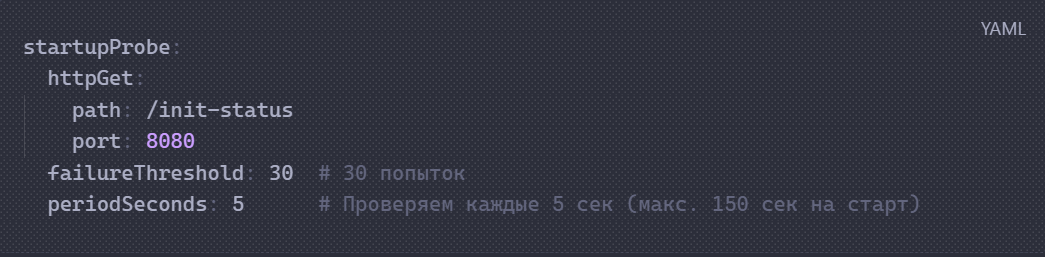 YAML
startupProbe:
  httpGet:
    path: /init-status
    port: 8080
  failureThreshold: 30  # 30 попыток
  periodSeconds: 5      # Проверяем каждые 5 сек (макс. 150 сек на старт)